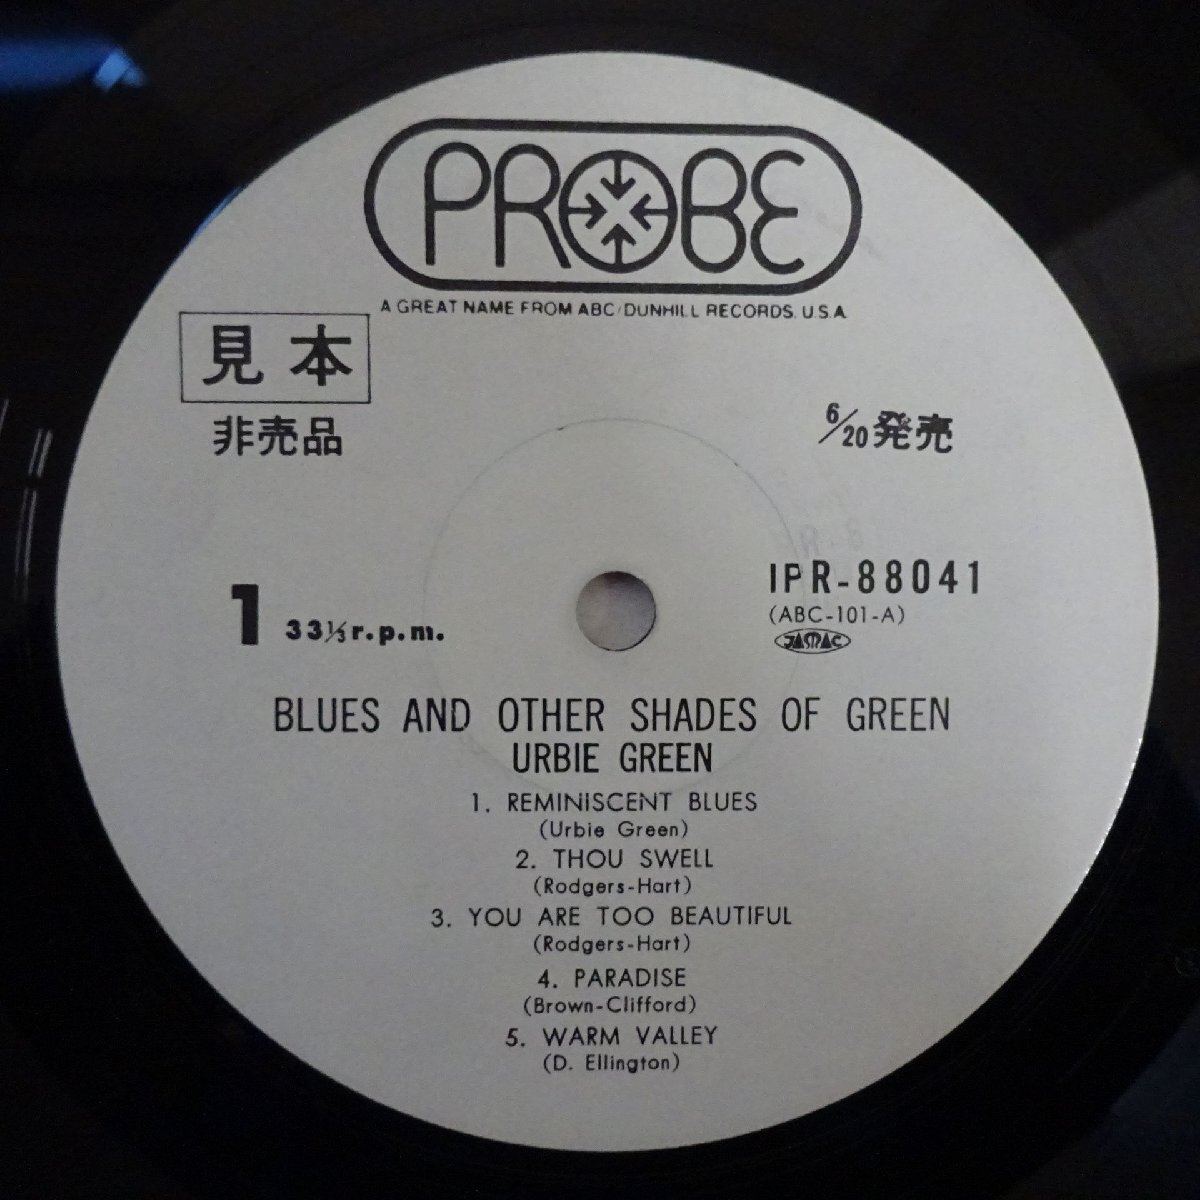 PROBE
A GREAT NAME FROM ABC/DUNHILL RECORDS. U.S.A.
見本
非売品
6/20発売
1 33⅓r.p.m.
IPR-88041
(ABC-101-A)
JASRAC
BLUES AND OTHER SHADES OF GREEN
URBIE GREEN
1. REMINISCENT BLUES
(Urbie Green)
2. THOU SWELL
(Rodgers-Hart)
3. YOU ARE TOO BEAUTIFUL
(Rodgers-Hart)
4. PARADISE
(Brown-Clifford)
5. WARM VALLEY
(D. Ellington)